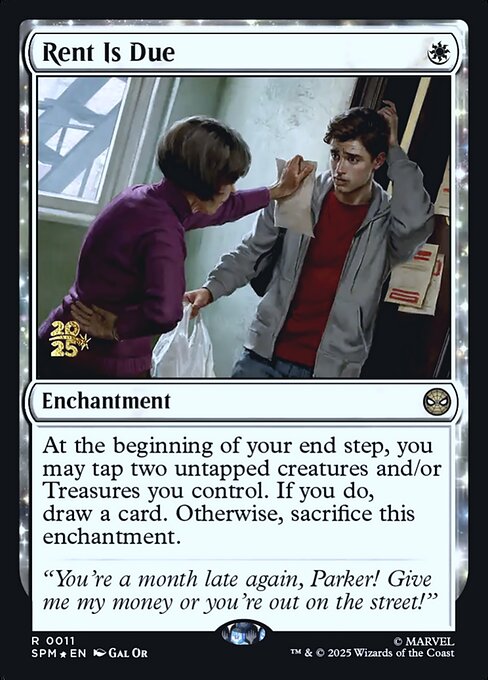 Rent Is Due
20
25
Enchantment
At the beginning of your end step, you
may tap two untapped creatures and/or
Treasures you control. If you do,
draw a card. Otherwise, sacrifice this
enchantment.
“You’re a month late again, Parker! Give
me my money or you’re out on the street!”
R 0011
SPM★EN Gal Or
© MARVEL
™ & © 2025 Wizards of the Coast